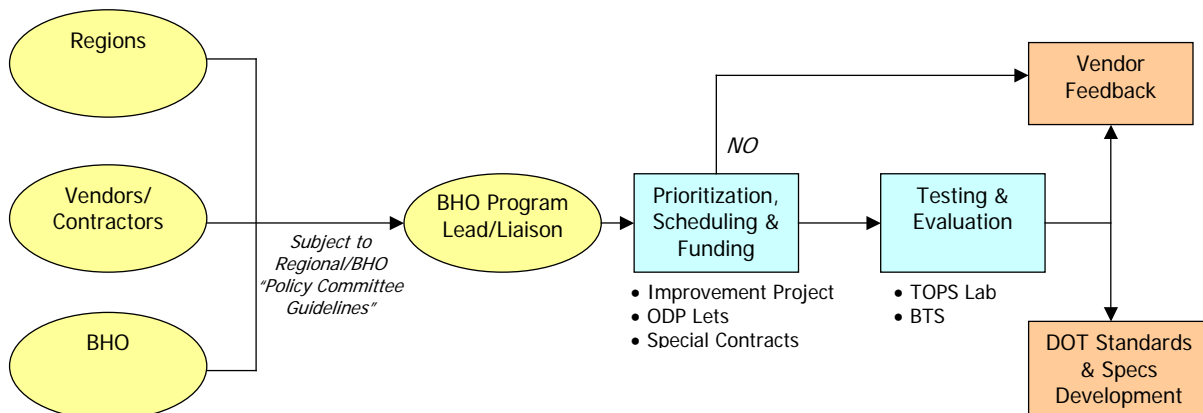 Regions
Vendors/
Contractors
BHO
Subject to
Regional/BHO
“Policy Committee
Guidelines”
BHO Program
Lead/Liaison
NO
Prioritization,
Scheduling &
Funding
• Improvement Project
• ODP Lets
• Special Contracts
Testing &
Evaluation
• TOPS Lab
• BTS
Vendor
Feedback
DOT Standards
& Specs
Development